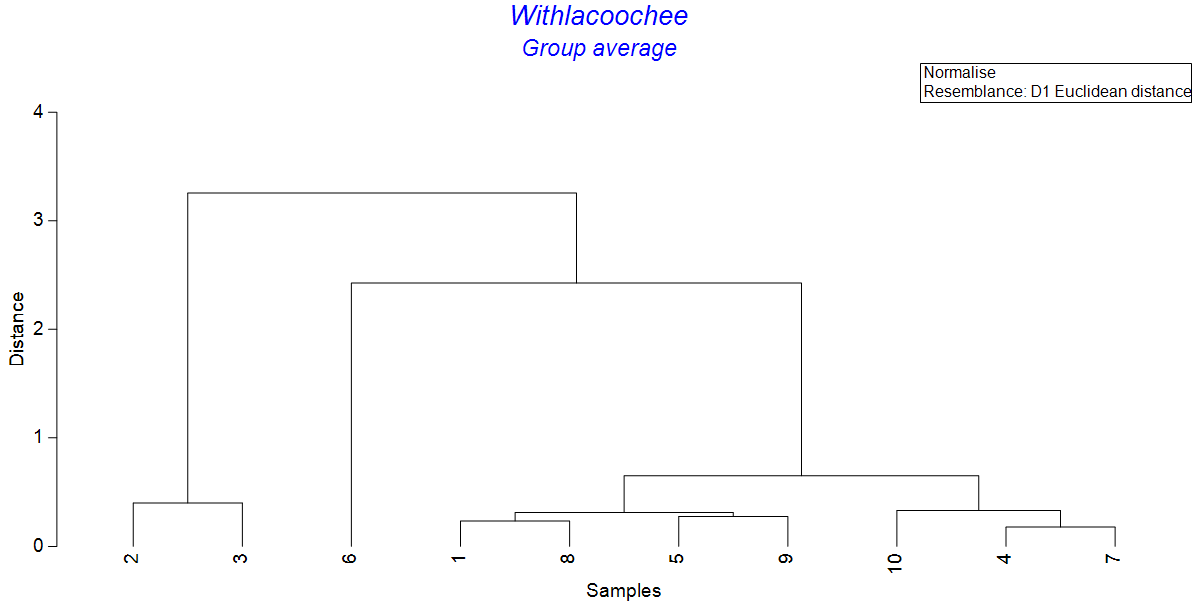 Withlacoochee
Group average
Normalise
Resemblance: D1 Euclidean distance
4
3
2
1
0
Distance
2 3 6 1 8 5 9 10 4 7
Samples